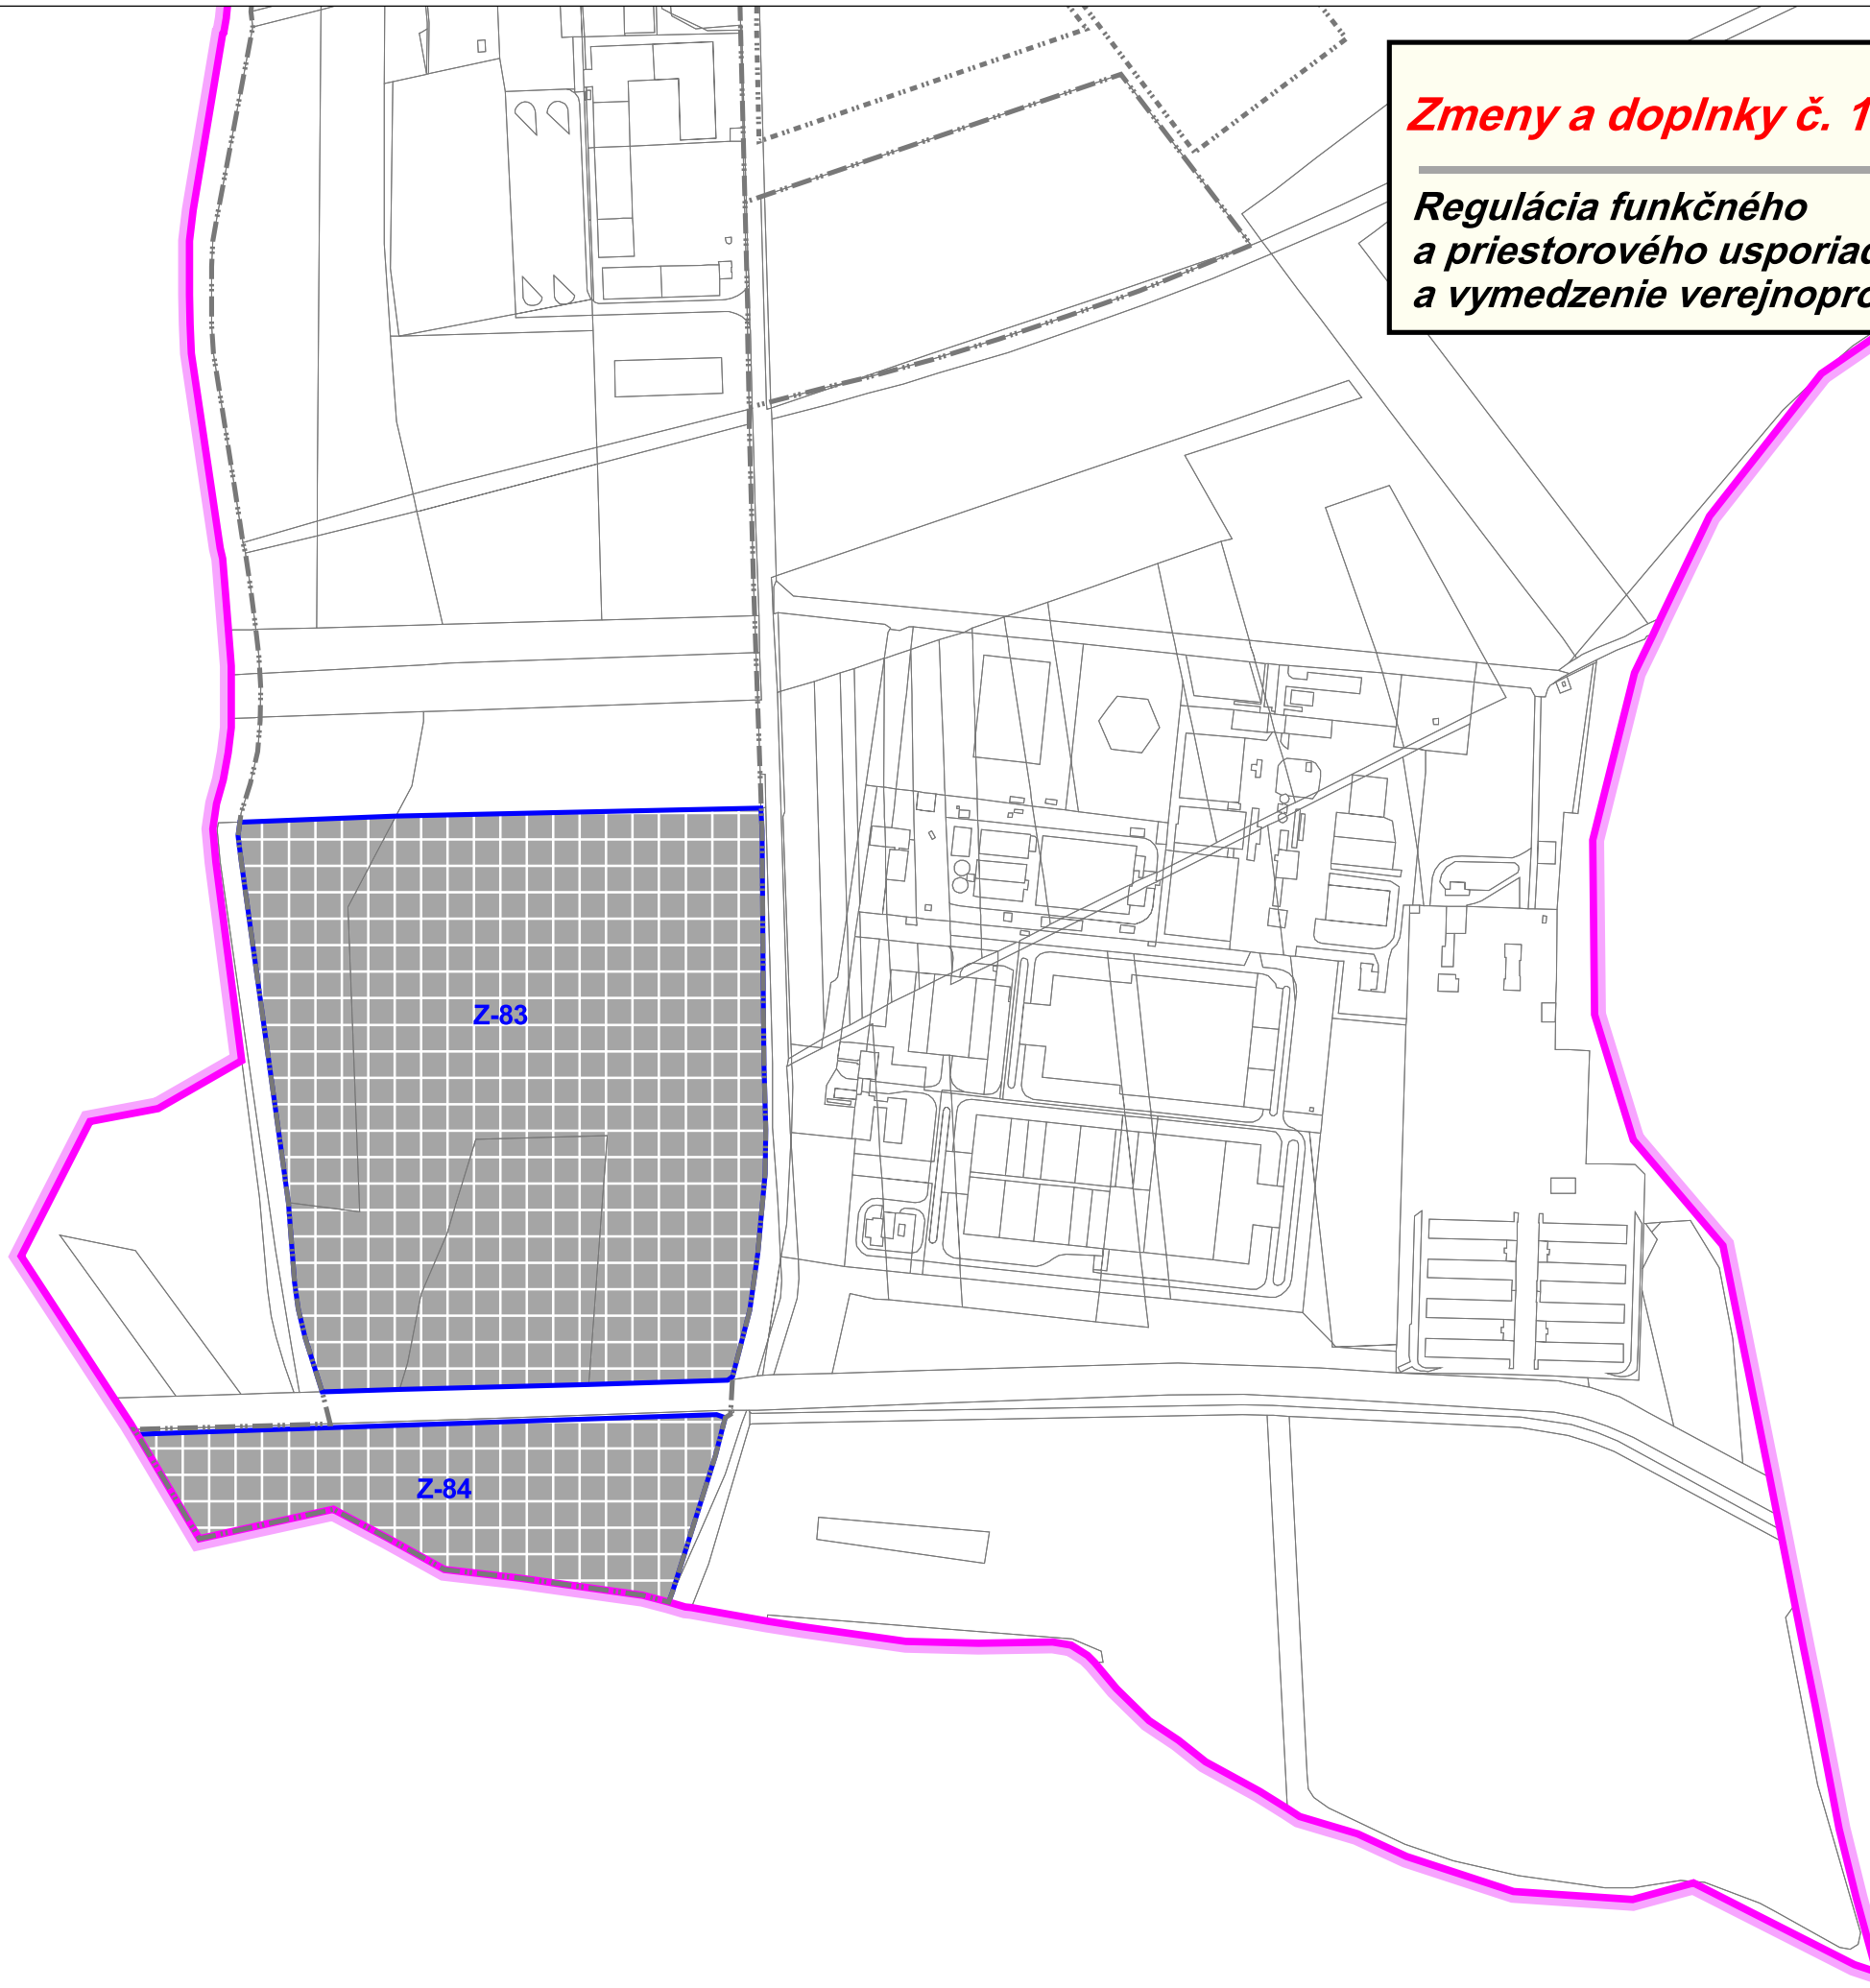 Zmeny a doplnky č. 1
Regulácia funkčného
a priestorového usporiad
a vymedzenie verejnopro
Z-83
Z-84